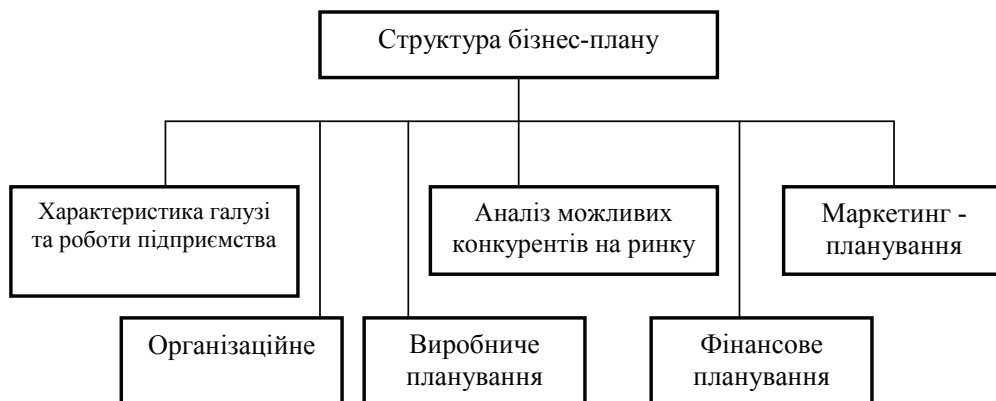 Структура бізнес-плану
Характеристика галузі
та роботи підприємства
Аналіз можливих
конкурентів на ринку
Маркетинг -
планування
Організаційне
Виробниче
планування
Фінансове
планування